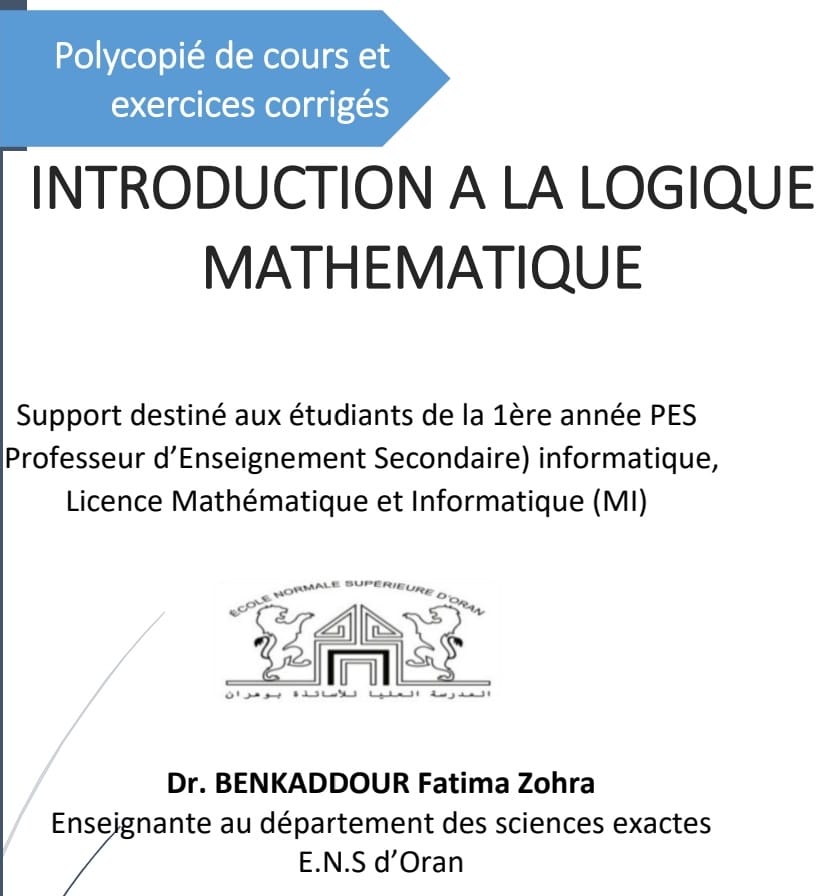 Polycopié de cours et
exercices corrigés
INTRODUCTION A LA LOGIQUE
MATHEMATIQUE
Support destiné aux étudiants de la 1ère année PES
Professeur d’Enseignement Secondaire) informatique,
Licence Mathématique et Informatique (MI)
ÉCOLE NORMALE SUPÉRIEURE D'ORAN
المدرسة العليا للأساتذة بوهران
Dr. BENKADDOUR Fatima Zohra
Enseignante au département des sciences exactes
E.N.S d’Oran